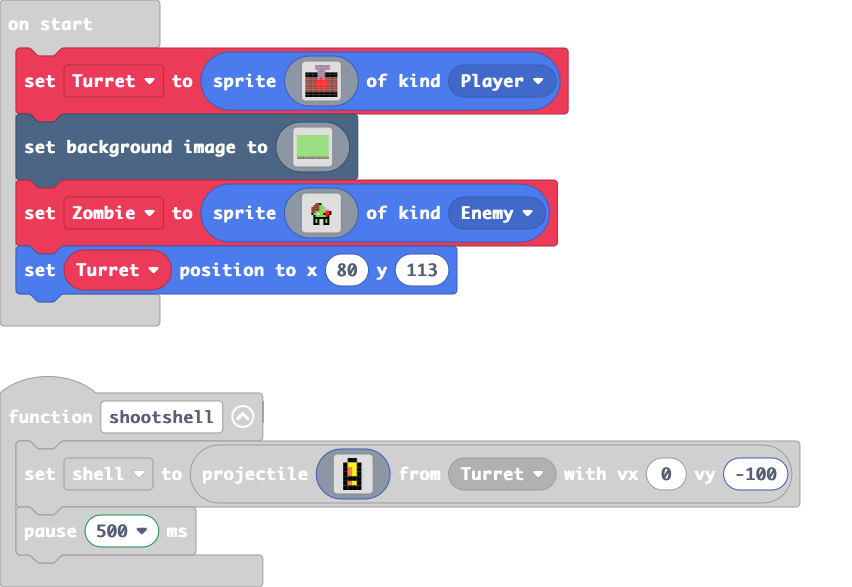 on start
set Turret to sprite of kind Player
set background image to
set Zombie to sprite of kind Enemy
set Turret position to x 80 y 113
function shootshell
set shell to projectile from Turret with vx 0 vy -100
pause 500 ms